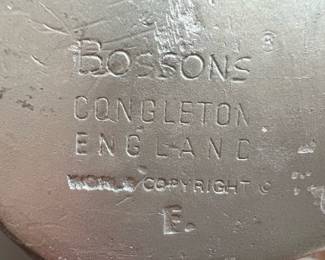 BOSSONS ®
CONGLETON
ENGLAND
WORLD COPYRIGHT ©
F.